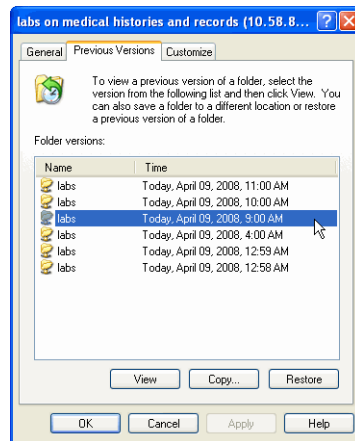 labs on medical histories and records (10.58.8...
General Previous Versions Customize
To view a previous version of a folder, select the
version from the following list and then click View. You
can also save a folder to a different location or restore
a previous version of a folder.
Folder versions:
Name Time
labs Today, April 09, 2008, 11:00 AM
labs Today, April 09, 2008, 10:00 AM
labs Today, April 09, 2008, 9:00 AM
labs Today, April 09, 2008, 4:00 AM
labs Today, April 09, 2008, 12:59 AM
labs Today, April 09, 2008, 12:58 AM
View Copy... Restore
OK Cancel Apply Help